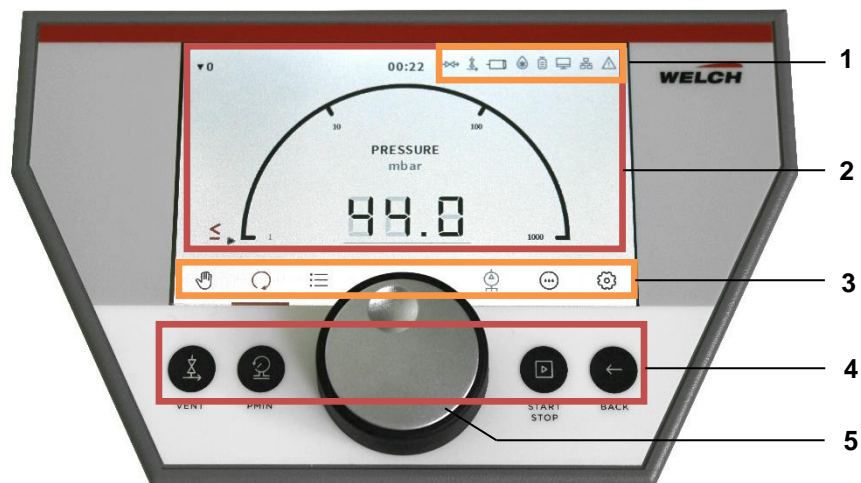 ▼0
00:22
WELCH
10
100
PRESSURE
mbar
44.0
≤
1
1000
VENT
PMIN
START
STOP
BACK
1
2
3
4
5